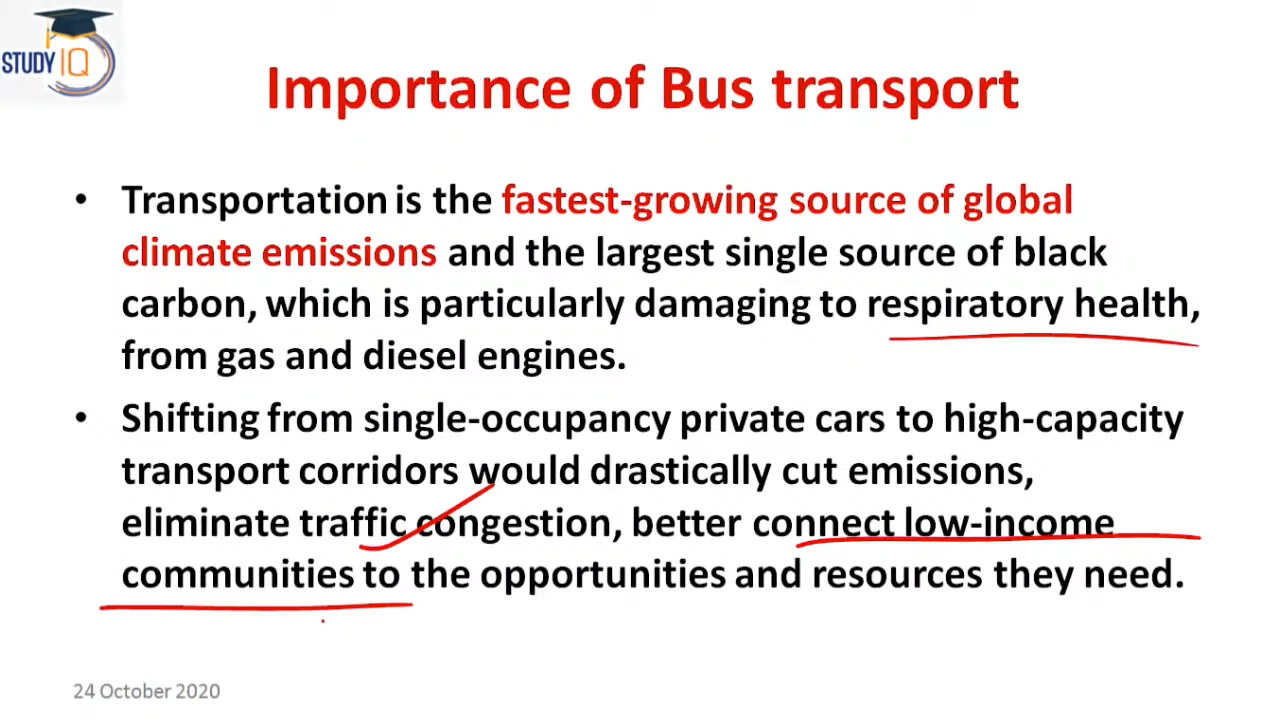 STUDY IQ
Importance of Bus transport
• Transportation is the fastest-growing source of global
climate emissions and the largest single source of black
carbon, which is particularly damaging to respiratory health,
from gas and diesel engines.
• Shifting from single-occupancy private cars to high-capacity
transport corridors would drastically cut emissions,
eliminate traffic congestion, better connect low-income
communities to the opportunities and resources they need.
24 October 2020